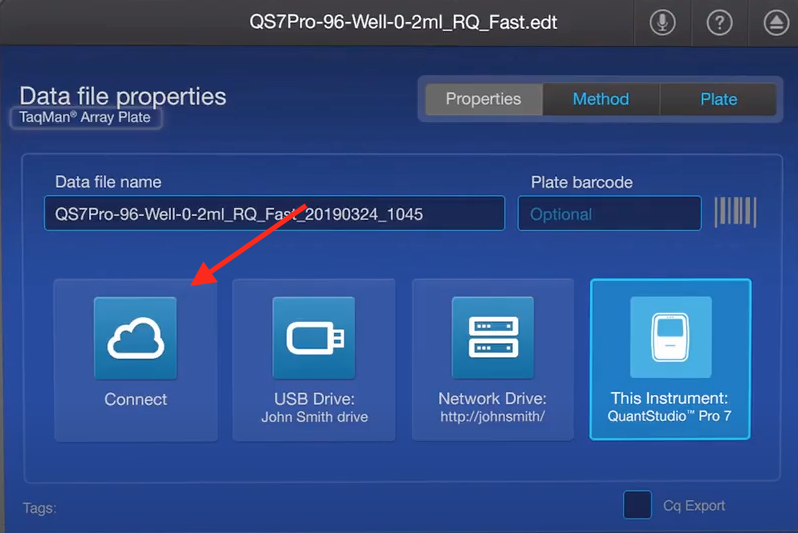 QS7Pro-96-Well-0-2ml_RQ_Fast.edt
Data file properties
TaqMan® Array Plate
Properties
Method
Plate
Data file name
Plate barcode
QS7Pro-96-Well-0-2ml_RQ_Fast_20190324_1045
Optional
Connect
USB Drive:
John Smith drive
Network Drive:
http://johnsmith/
This Instrument:
QuantStudio™ Pro 7
Tags:
Cq Export